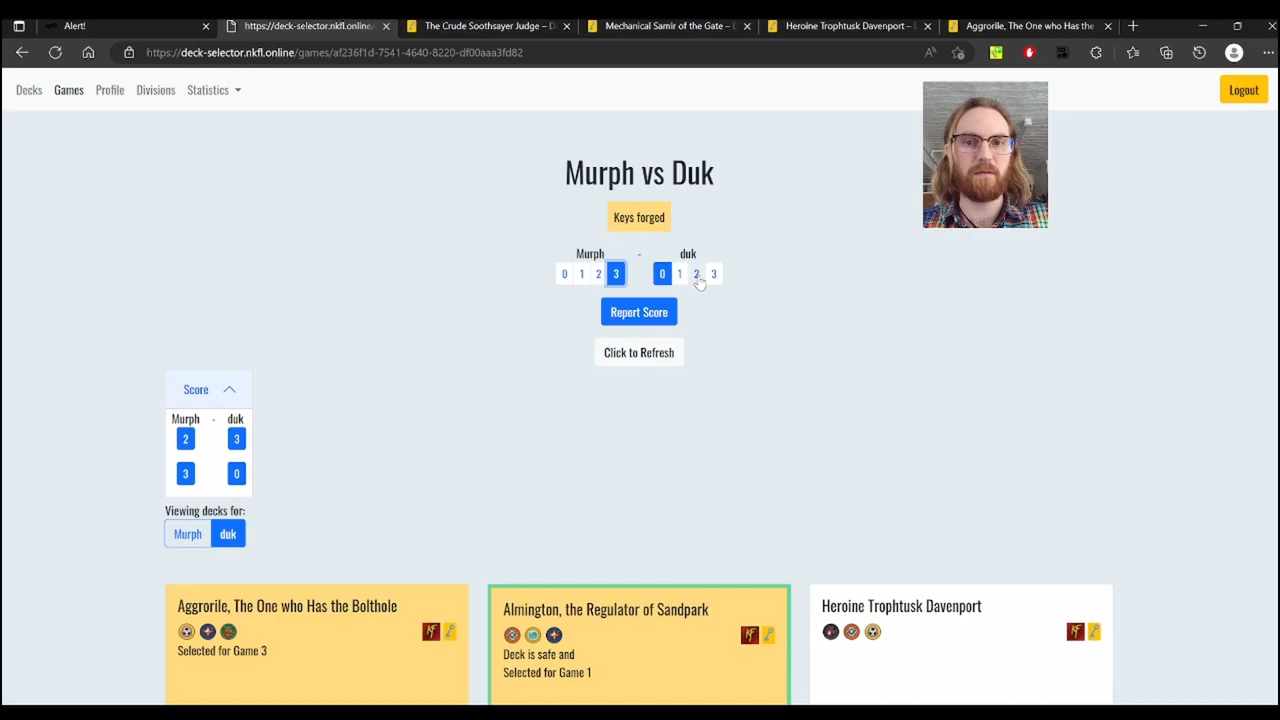 Alert!
https://deck-selector.nkfl.online/
The Crude Soothsayer Judge – D
Mechanical Samir of the Gate – 
Heroine Trophtusk Davenport – 
Aggrorile, The One who Has the
https://deck-selector.nkfl.online/games/af236f1d-7541-4640-8220-df00aaa3fd82
Decks Games Profile Divisions Statistics
Logout
Murph vs Duk
Keys forged
Murph - duk
0 1 2 3 0 1 2 3
Report Score
Click to Refresh
Score
Murph - duk
2 3
3 0
Viewing decks for:
Murph duk
Aggrorile, The One who Has the Bolthole
Selected for Game 3
Almington, the Regulator of Sandpark
Deck is safe and
Selected for Game 1
Heroine Trophtusk Davenport